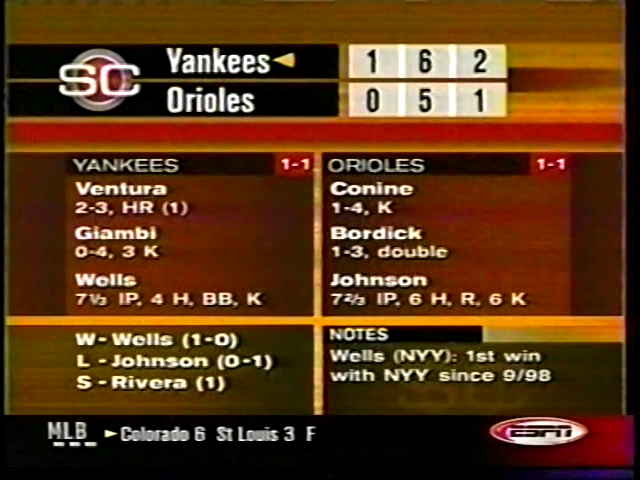 SC
Yankees 1 6 2
Orioles 0 5 1
YANKEES 1-1
Ventura
2-3, HR (1)
Giambi
0-4, 3 K
Wells
7⅓ IP, 4 H, BB, K
ORIOLES 1-1
Conine
1-4, K
Bordick
1-3, double
Johnson
7⅔ IP, 6 H, R, 6 K
W - Wells (1-0)
L - Johnson (0-1)
S - Rivera (1)
NOTES
Wells (NYY): 1st win
with NYY since 9/98
MLB Colorado 6 St Louis 3 F
ESPN